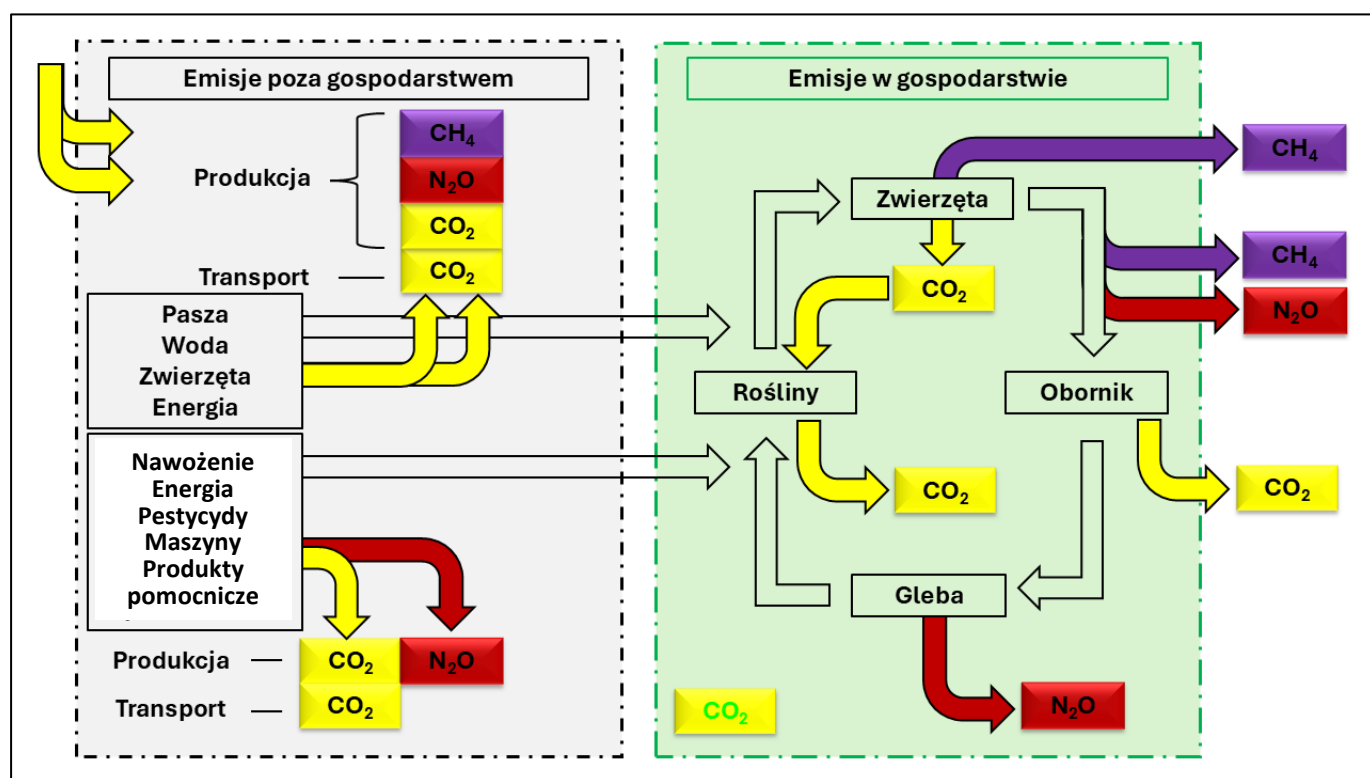 Emisje poza gospodarstwem
CH₄
Produkcja
N₂O
CO₂
Transport
CO₂
Pasza
Woda
Zwierzęta
Energia
Nawożenie
Energia
Pestycydy
Maszyny
Produkty
pomocnicze
Produkcja
CO₂
N₂O
Transport
CO₂
Emisje w gospodarstwie
CH₄
Zwierzęta
CH₄
CO₂
N₂O
Rośliny
Obornik
CO₂
CO₂
Gleba
CO₂
N₂O